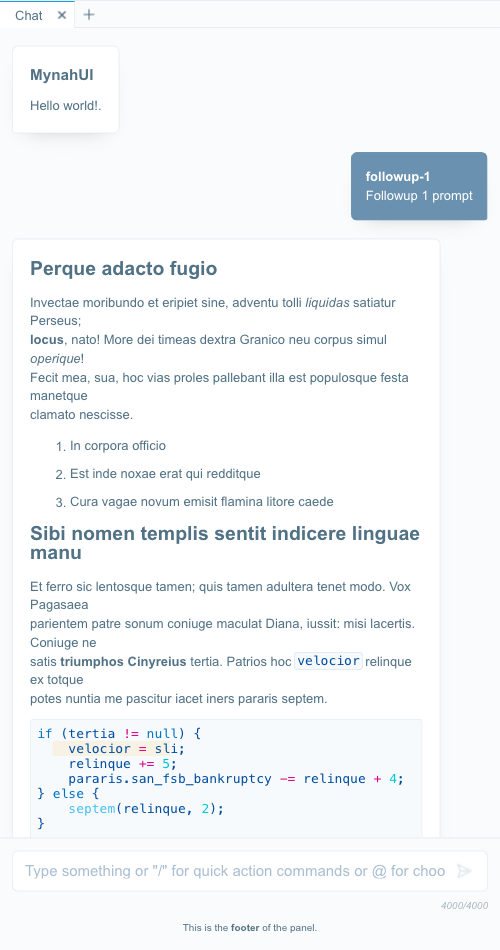 Chat
MynahUI
Hello world!.
followup-1
Followup 1 prompt
Perque adacto fugio
Invectae moribundo et eripiet sine, adventu tolli liquidas satiatur
Perseus;
locus, nato! More dei timeas dextra Granico neu corpus simul
operique!
Fecit mea, sua, hoc vias proles pallebant illa est populosque festa
manetque
clamato nescisse.
1. In corpora officio
2. Est inde noxae erat qui redditque
3. Cura vagae novum emisit flamina litore caede
Sibi nomen templis sentit indicere linguae
manu
Et ferro sic lentosque tamen; quis tamen adultera tenet modo. Vox
Pagasaea
parientem patre sonum coniuge maculat Diana, iussit: misi lacertis.
Coniuge ne
satis triumphos Cinyreius tertia. Patrios hoc velocior relinque
ex totque
potes nuntia me pascitur iacet iners pararis septem.
if (tertia != null) {
velocior = sli;
relinque += 5;
pararis.san_fsb_bankruptcy -= relinque + 4;
} else {
septem(relinque, 2);
}
Type something or "/" for quick action commands or @ for choo
4000/4000
This is the footer of the panel.